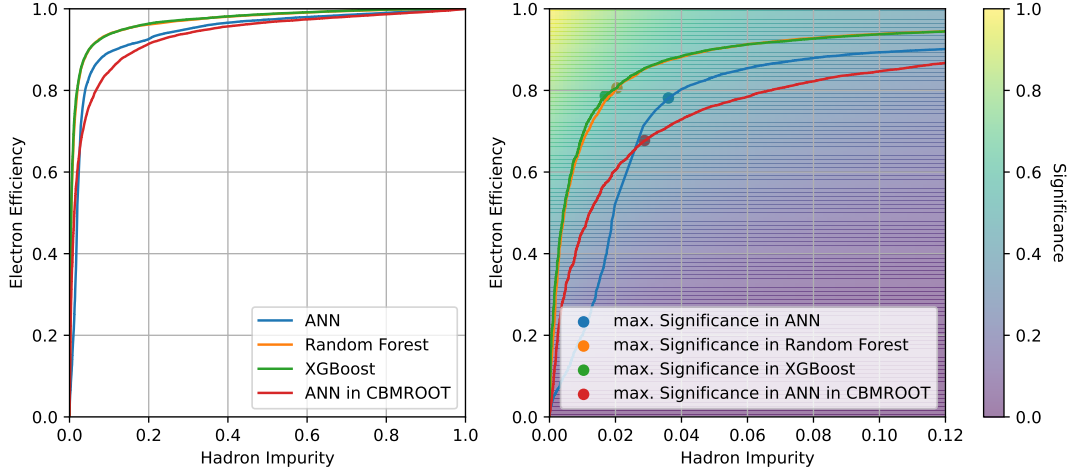 1.0
0.8
0.6
0.4
0.2
0.0
Electron Efficiency
0.0 0.2 0.4 0.6 0.8 1.0
Hadron Impurity
ANN
Random Forest
XGBoost
ANN in CBMROOT
1.0
0.8
0.6
0.4
0.2
0.0
Electron Efficiency
0.00 0.02 0.04 0.06 0.08 0.10 0.12
Hadron Impurity
max. Significance in ANN
max. Significance in Random Forest
max. Significance in XGBoost
max. Significance in ANN in CBMROOT
1.0
0.8
0.6
0.4
0.2
0.0
Significance